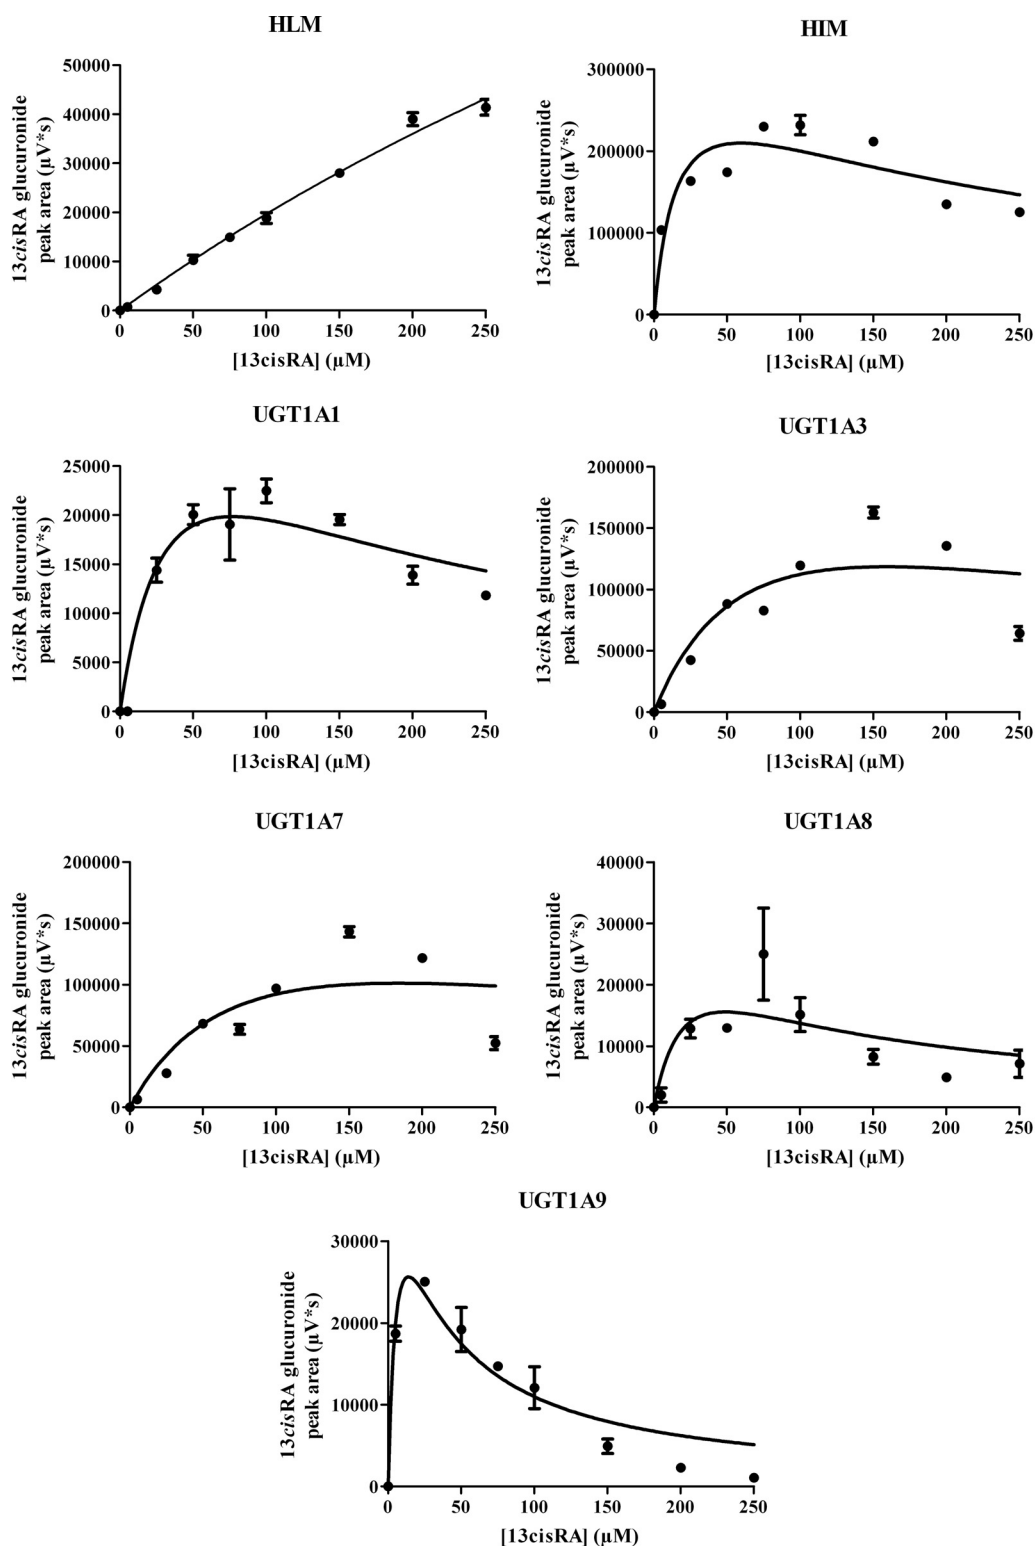 HLM
13cisRA glucuronide
peak area (µV*s)
50000
40000
30000
20000
10000
0
0 50 100 150 200 250
[13cisRA] (µM)
HIM
13cisRA glucuronide
peak area (µV*s)
300000
200000
100000
0
0 50 100 150 200 250
[13cisRA] (µM)
UGT1A1
13cisRA glucuronide
peak area (µV*s)
25000
20000
15000
10000
5000
0
0 50 100 150 200 250
[13cisRA] (µM)
UGT1A3
13cisRA glucuronide
peak area (µV*s)
200000
150000
100000
50000
0
0 50 100 150 200 250
[13cisRA] (µM)
UGT1A7
13cisRA glucuronide
peak area (µV*s)
200000
150000
100000
50000
0
0 50 100 150 200 250
[13cisRA] (µM)
UGT1A8
13cisRA glucuronide
peak area (µV*s)
40000
30000
20000
10000
0
0 50 100 150 200 250
[13cisRA] (µM)
UGT1A9
13cisRA glucuronide
peak area (µV*s)
30000
20000
10000
0
0 50 100 150 200 250
[13cisRA] (µM)